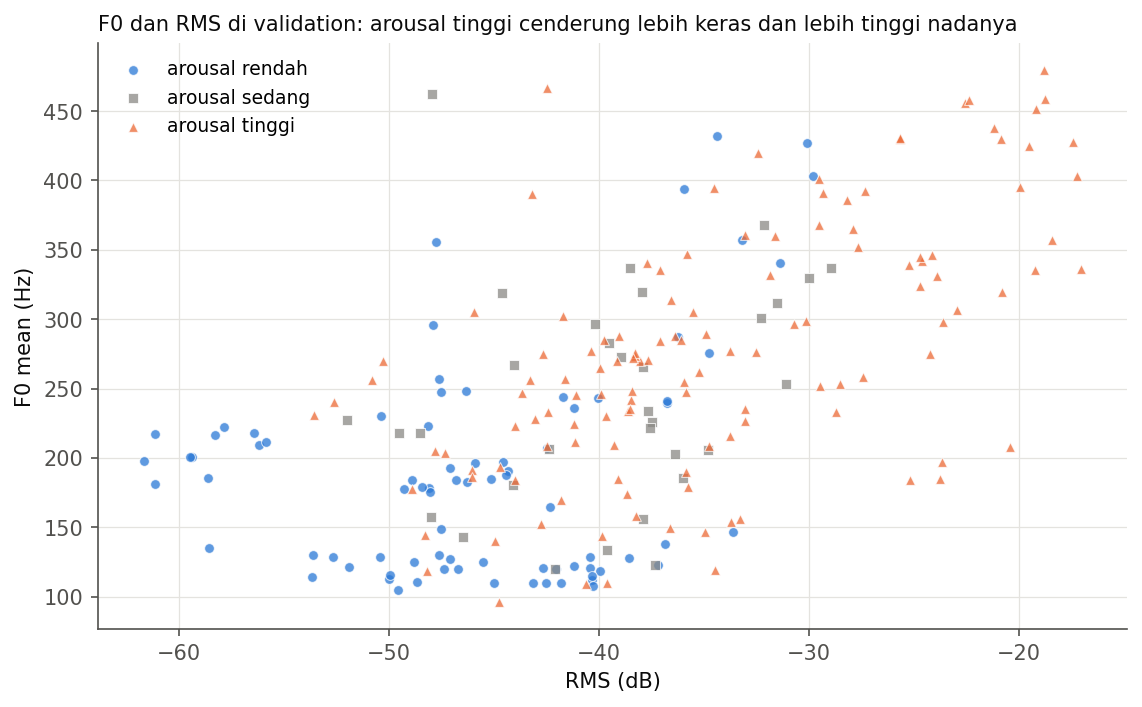 F0 dan RMS di validation: arousal tinggi cenderung lebih keras dan lebih tinggi nadanya
arousal rendah
arousal sedang
arousal tinggi
F0 mean (Hz)
450
400
350
300
250
200
150
100
−60 −50 −40 −30 −20
RMS (dB)